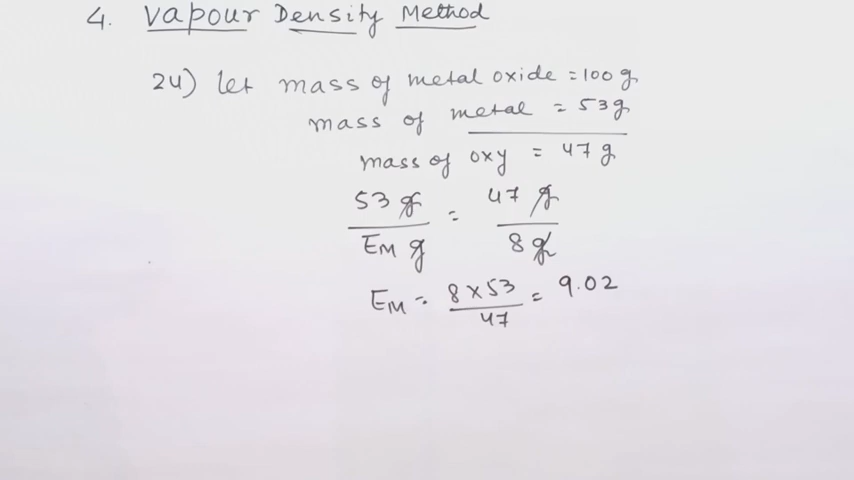 4. Vapour Density Method
24) let mass of metal oxide = 100 g
mass of metal = 53g
mass of oxy = 47 g
53 g / EM g = 47 g / 8 g
EM = 8 x 53 / 47 = 9.02